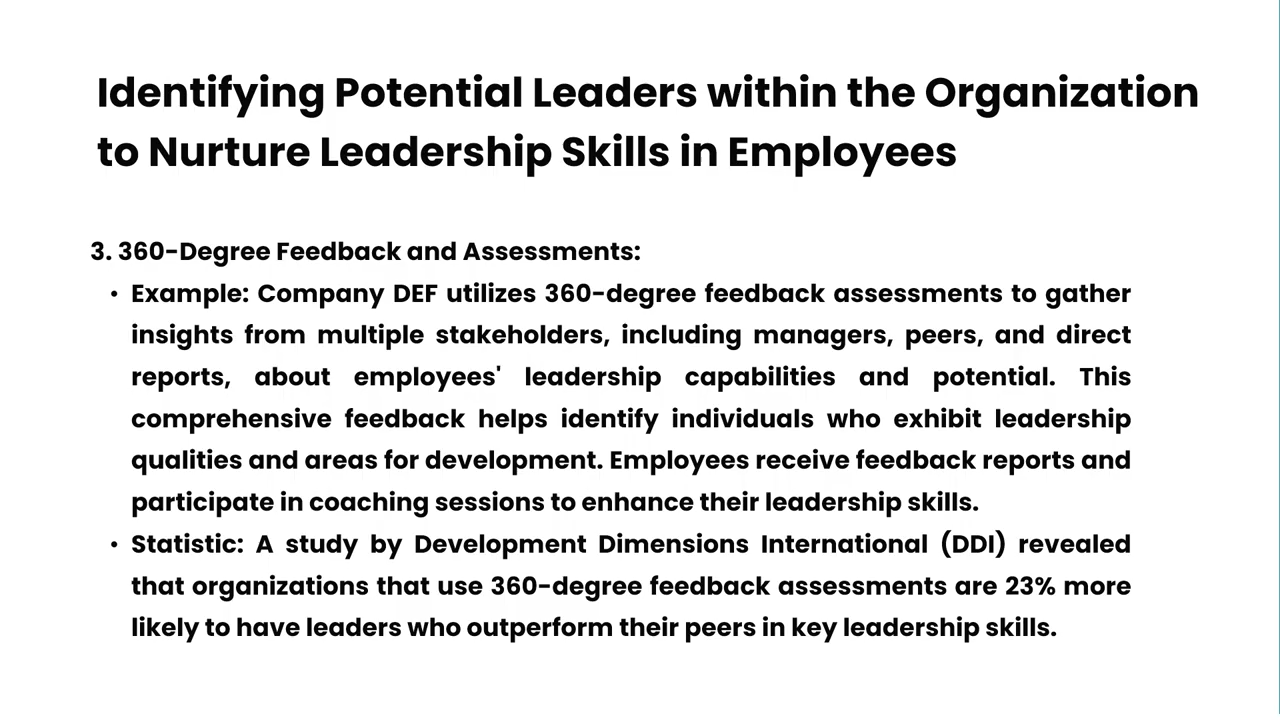 Identifying Potential Leaders within the Organization
to Nurture Leadership Skills in Employees
3. 360-Degree Feedback and Assessments:
• Example: Company DEF utilizes 360-degree feedback assessments to gather
insights from multiple stakeholders, including managers, peers, and direct
reports, about employees' leadership capabilities and potential. This
comprehensive feedback helps identify individuals who exhibit leadership
qualities and areas for development. Employees receive feedback reports and
participate in coaching sessions to enhance their leadership skills.
• Statistic: A study by Development Dimensions International (DDI) revealed
that organizations that use 360-degree feedback assessments are 23% more
likely to have leaders who outperform their peers in key leadership skills.